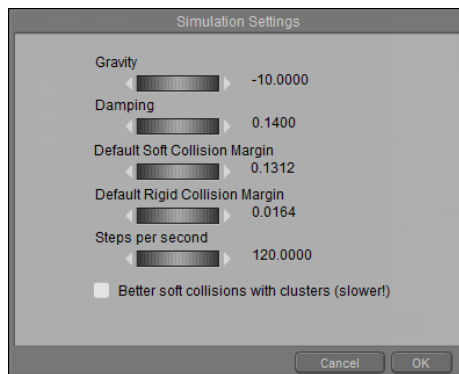 Simulation Settings
Gravity
-10.0000
Damping
0.1400
Default Soft Collision Margin
0.1312
Default Rigid Collision Margin
0.0164
Steps per second
120.0000
Better soft collisions with clusters (slower!)
Cancel OK